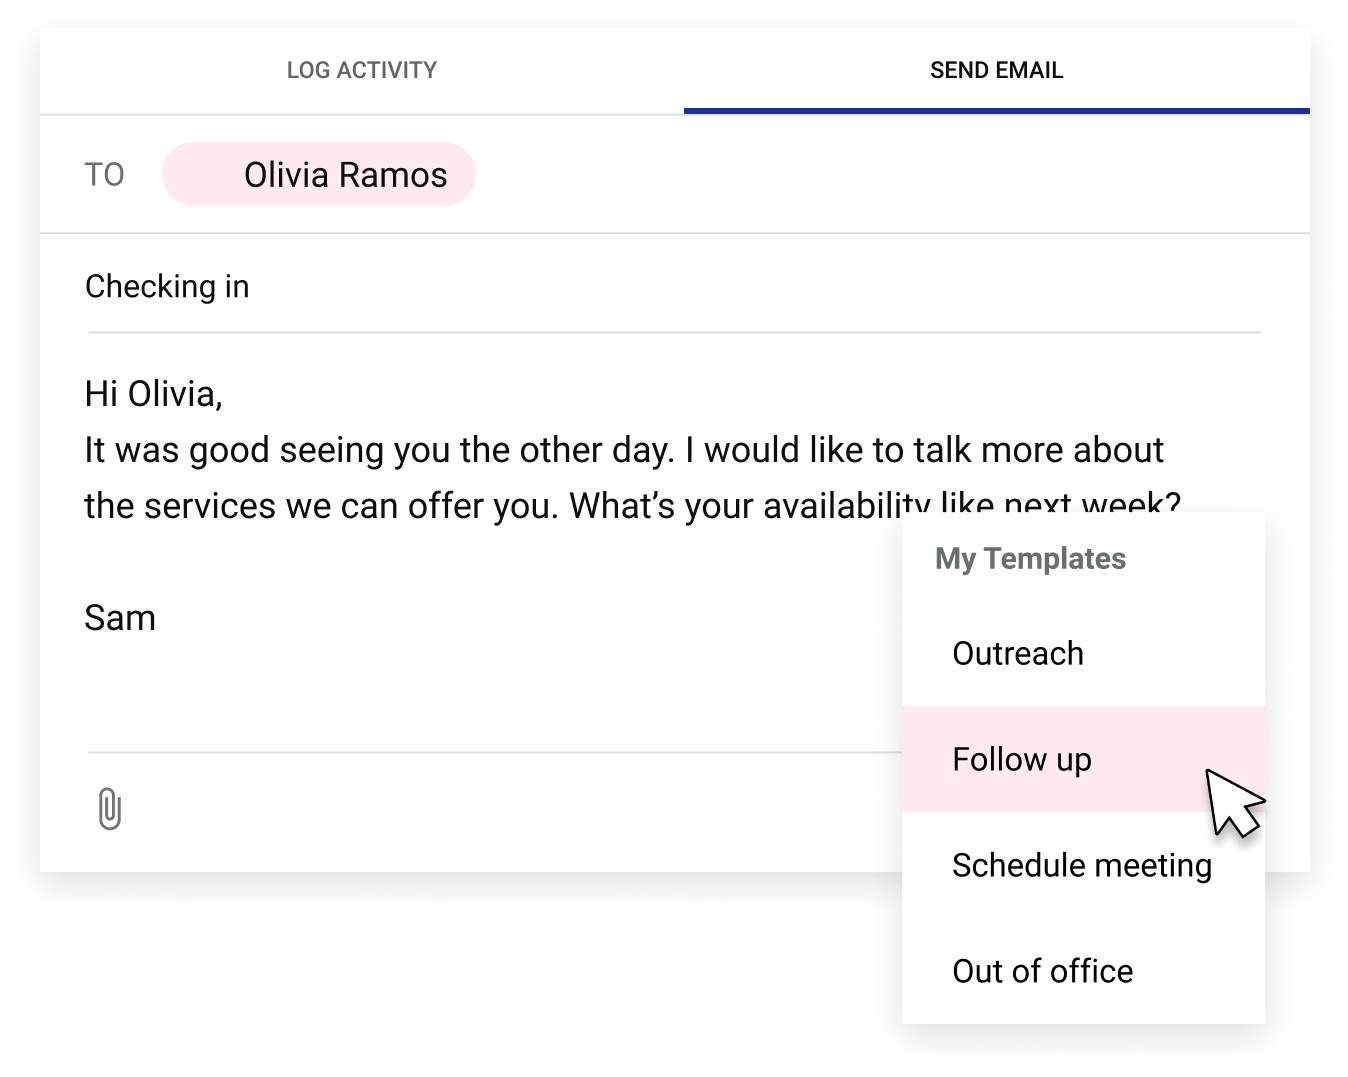 LOG ACTIVITY
SEND EMAIL
TO Olivia Ramos
Checking in
Hi Olivia,
It was good seeing you the other day. I would like to talk more about
the services we can offer you. What’s your availability like next week?
Sam
My Templates
Outreach
Follow up
Schedule meeting
Out of office